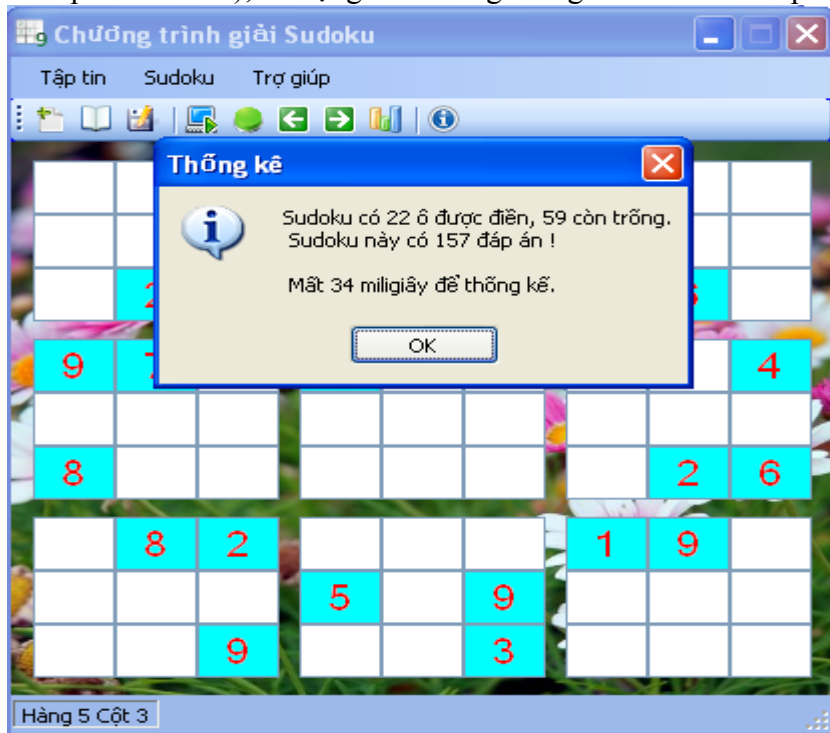 Chương trình giải Sudoku
Tập tin Sudoku Trợ giúp
Thống kê
Sudoku có 22 ô được điền, 59 còn trống.
Sudoku này có 157 đáp án !
Mất 34 miligiây để thống kế.
OK
9 7 4
8 2 6
8 2 1 9
5 9
9 3
Hàng 5 Cột 3